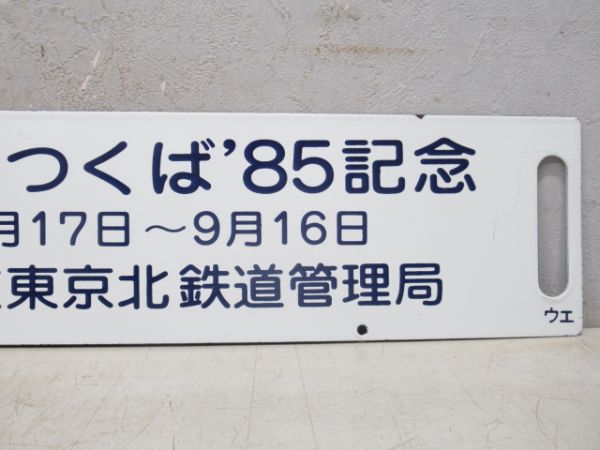 つくば'85記念
月17日～9月16日
東京北鉄道管理局
ウエ